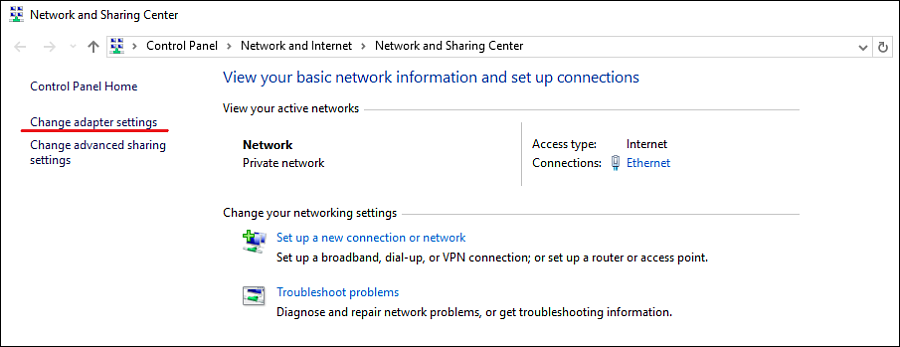 Network and Sharing Center
Control Panel > Network and Internet > Network and Sharing Center
Control Panel Home
Change adapter settings
Change advanced sharing
settings
View your basic network information and set up connections
View your active networks
Network
Private network
Access type: Internet
Connections: Ethernet
Change your networking settings
Set up a new connection or network
Set up a broadband, dial-up, or VPN connection; or set up a router or access point.
Troubleshoot problems
Diagnose and repair network problems, or get troubleshooting information.